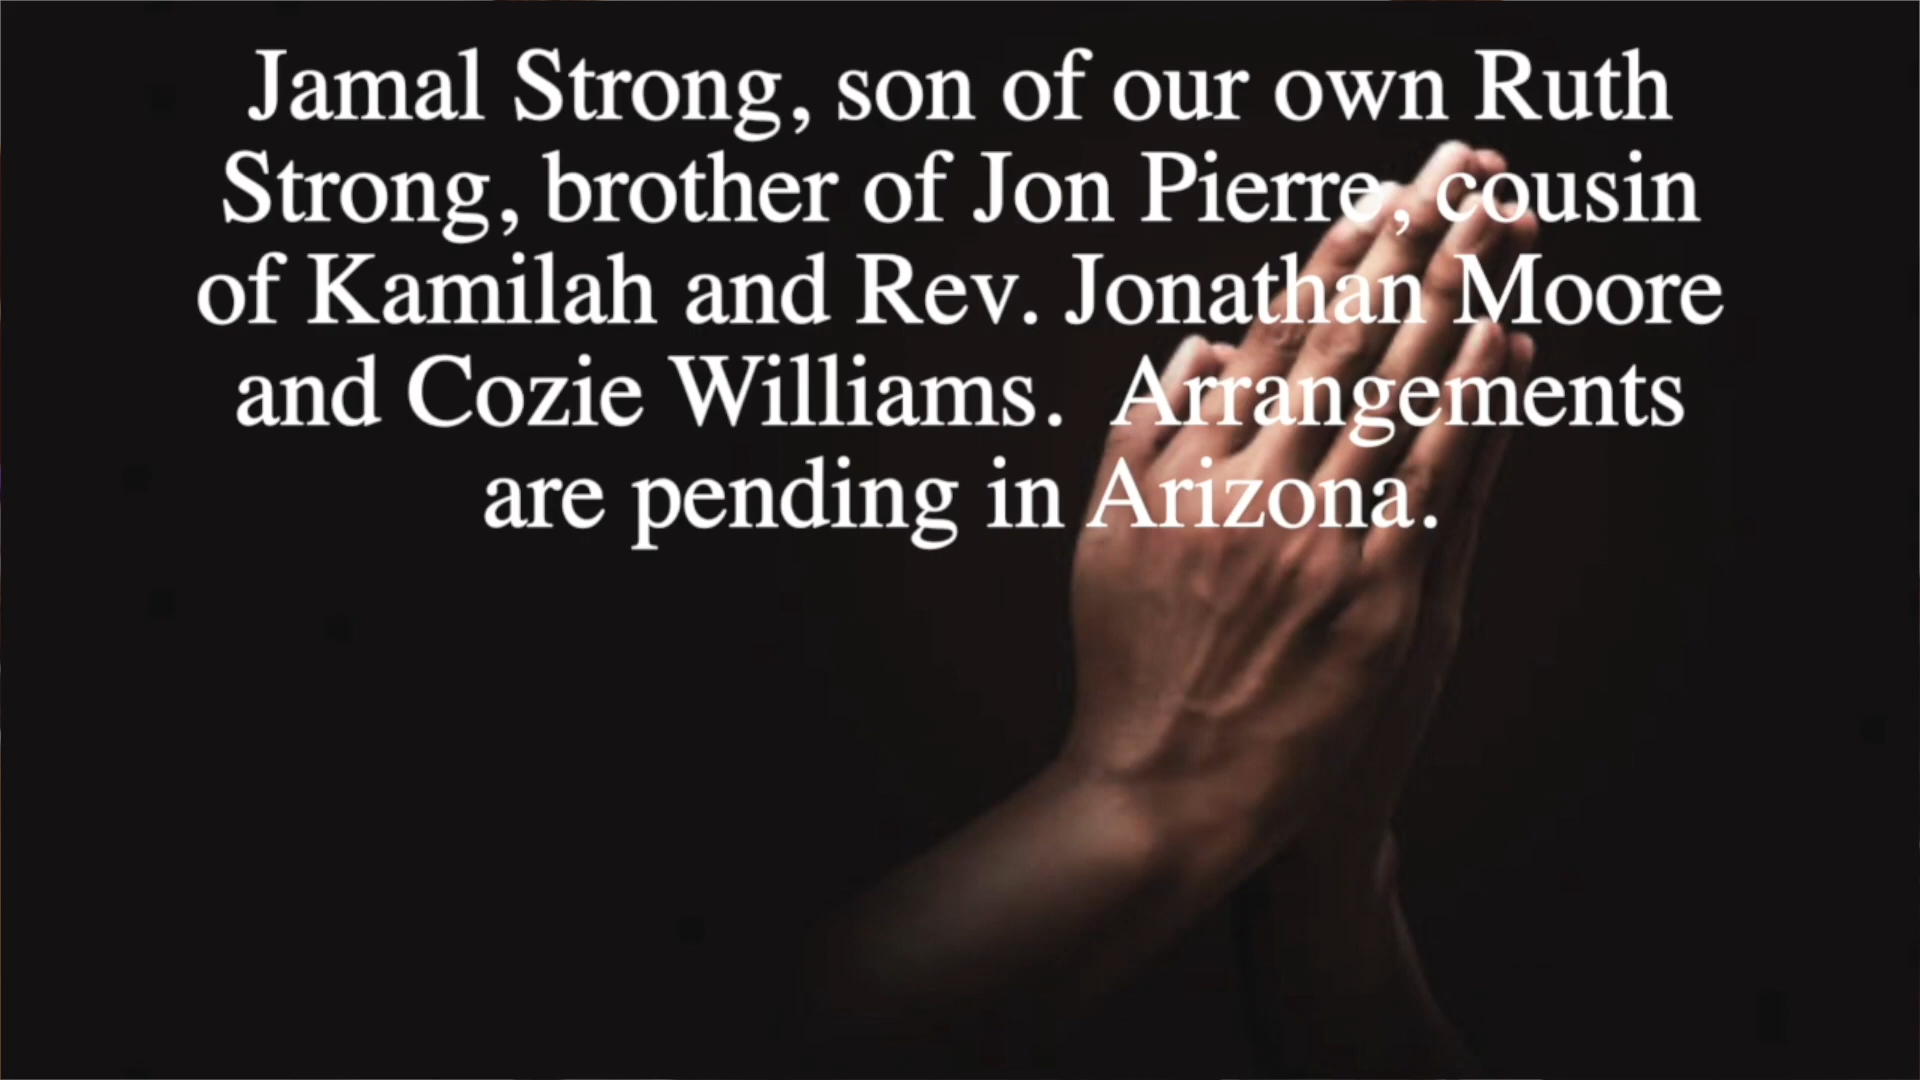 Jamal Strong, son of our own Ruth
Strong, brother of Jon Pierre, cousin
of Kamilah and Rev. Jonathan Moore
and Cozie Williams.  Arrangements
are pending in Arizona.